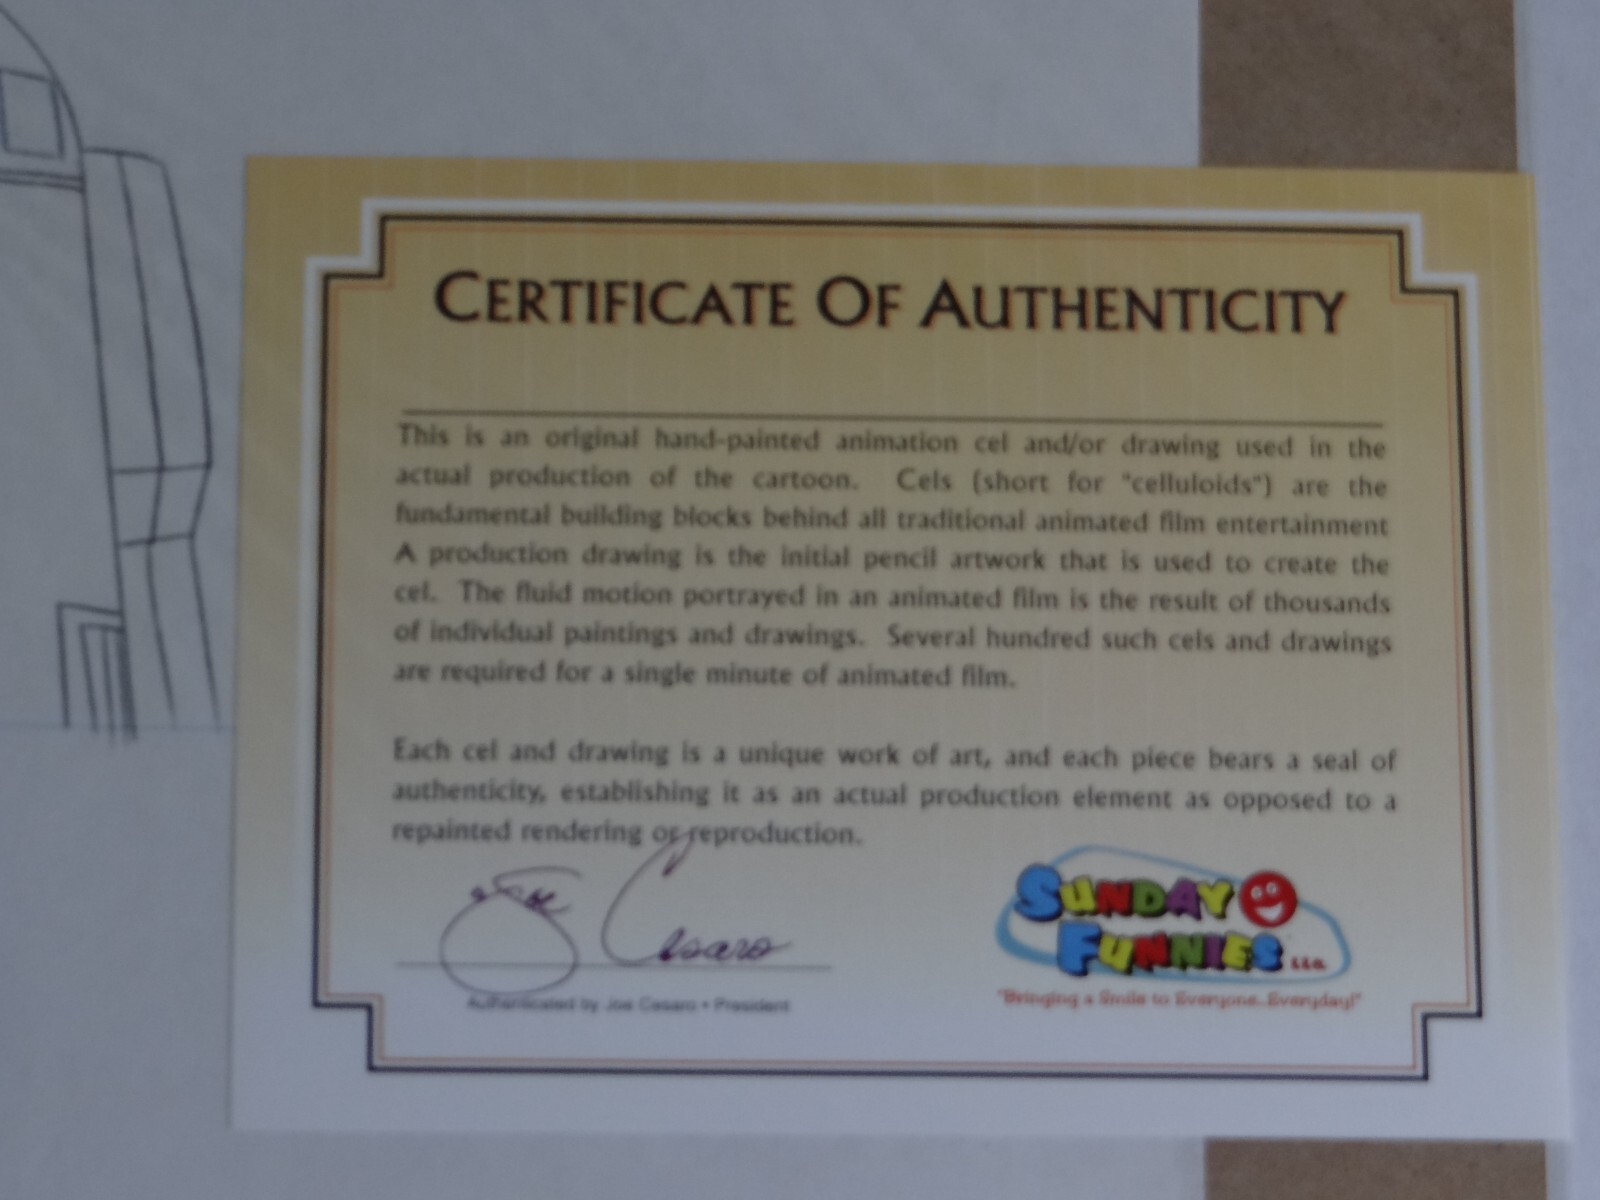 CERTIFICATE OF AUTHENTICITY
This is an original hand-painted animation cel and/or drawing used in the
actual production of the cartoon. Cels (short for "celluloids") are the
fundamental building blocks behind all traditional animated film entertainment
A production drawing is the initial pencil artwork that is used to create the
cel. The fluid motion portrayed in an animated film is the result of thousands
of individual paintings and drawings. Several hundred such cels and drawings
are required for a single minute of animated film.
Each cel and drawing is a unique work of art, and each piece bears a seal of
authenticity, establishing it as an actual production element as opposed to a
repainted rendering or reproduction.
Joe Cesaro
Authenticated by Joe Cesaro • President
SUNDAY
FUNNIES LLC.
"Bringing a Smile to Everyone...Everyday!"